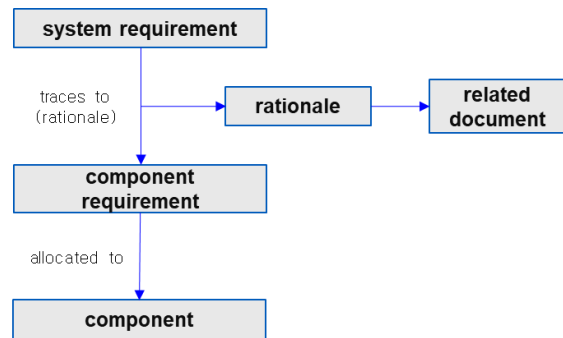 system requirement
traces to
(rationale)
rationale
related
document
component
requirement
allocated to
component